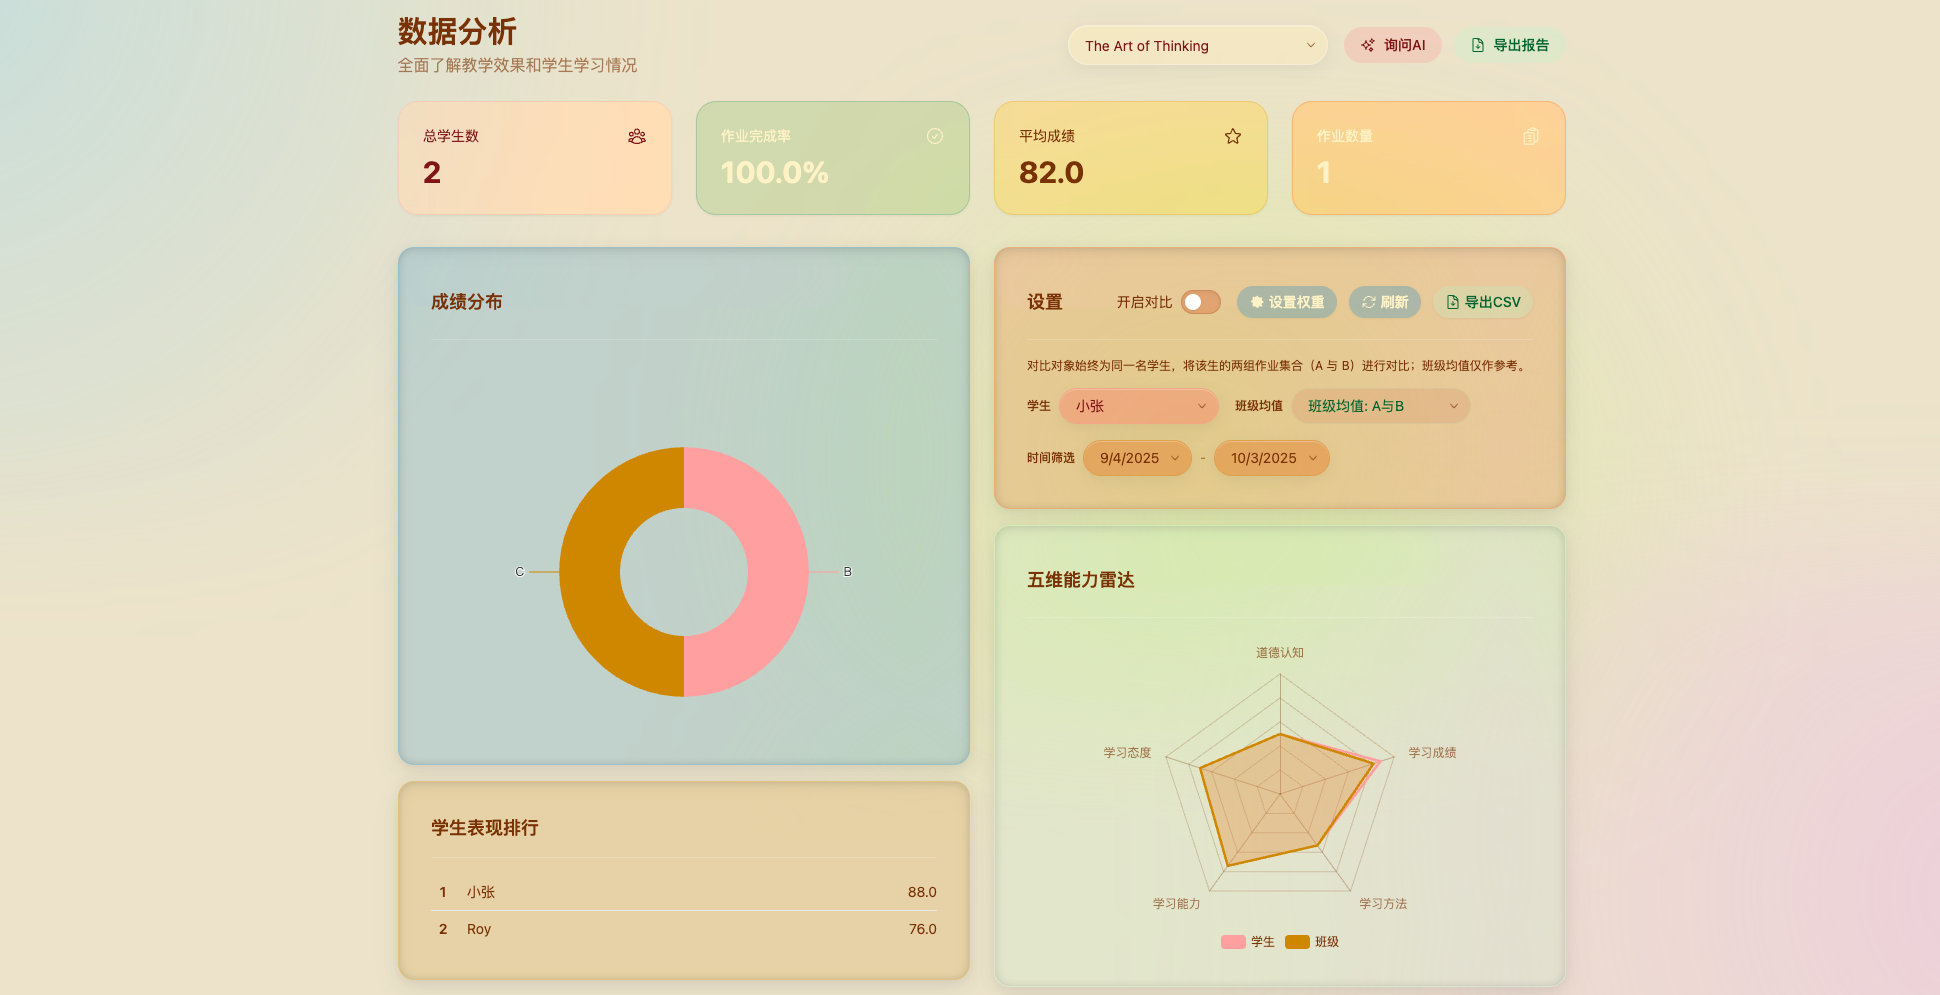 数据分析
全面了解教学效果和学生学习情况
The Art of Thinking
询问AI
导出报告
总学生数
2
作业完成率
100.0%
平均成绩
82.0
作业数量
1
成绩分布
C
B
学生表现排行
1 小张 88.0
2 Roy 76.0
设置
开启对比
设置权重
刷新
导出CSV
对比对象始终为同一名学生，将该生的两组作业集合（A 与 B）进行对比；班级均值仅作参考。
学生 小张 班级均值 班级均值: A与B
时间筛选 9/4/2025 - 10/3/2025
五维能力雷达
道德认知
学习态度
学习成绩
学习能力
学习方法
学生 班级